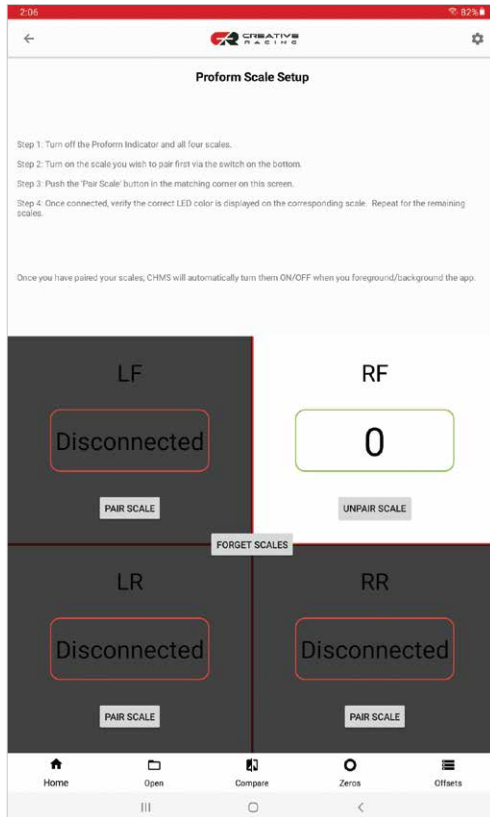 2:06 82%
CREATIVE
RACING
Proform Scale Setup
Step 1: Turn off the Proform Indicator and all four scales.
Step 2: Turn on the scale you wish to pair first via the switch on the bottom.
Step 3: Push the 'Pair Scale' button in the matching corner on this screen.
Step 4: Once connected, verify the correct LED color is displayed on the corresponding scale. Repeat for the remaining
scales.
Once you have paired your scales, CHMS will automatically turn them ON/OFF when you foreground/background the app.
LF RF
Disconnected 0
PAIR SCALE UNPAIR SCALE
FORGET SCALES
LR RR
Disconnected Disconnected
PAIR SCALE PAIR SCALE
Home Open Compare Zeros Offsets